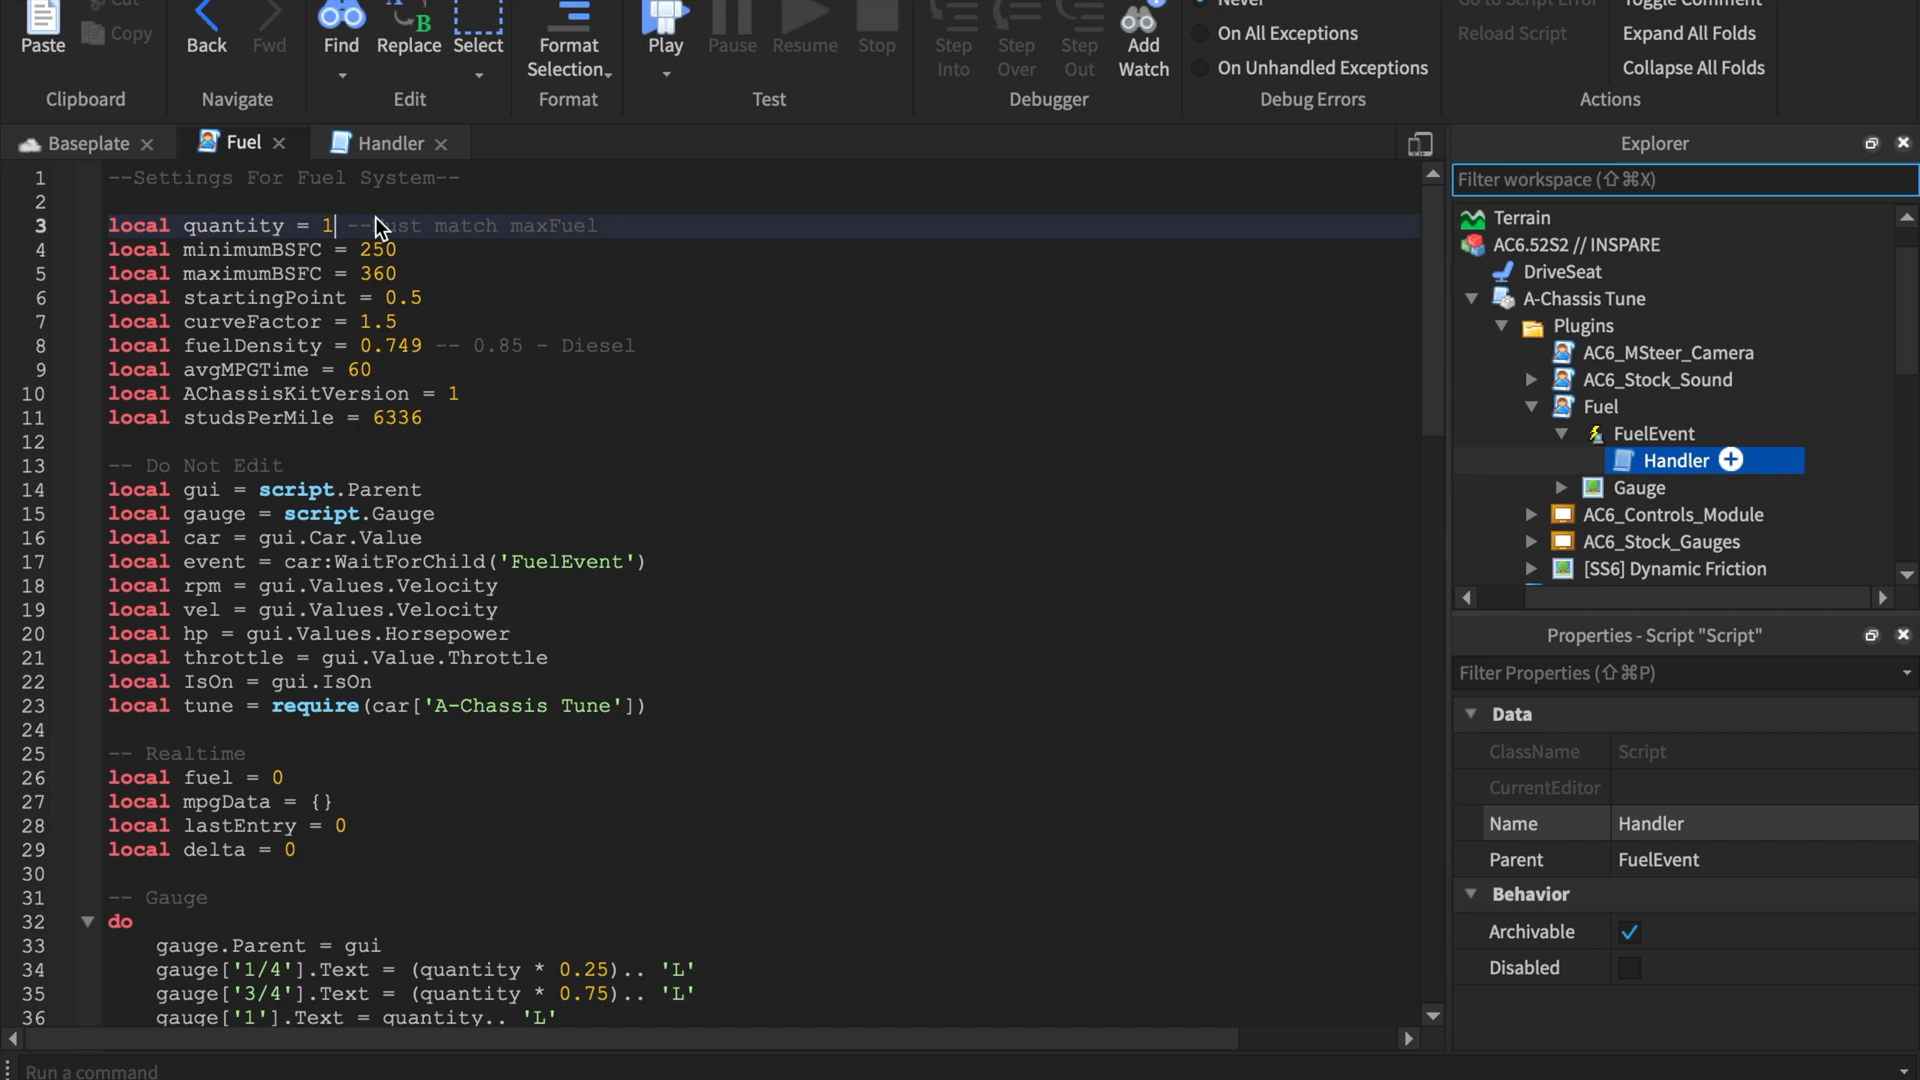 Cut
Never
Go to Script Error
Toggle Comment
Paste
Copy
Back
Fwd
Find
Replace
Select
Format
Selection
Play
Pause
Resume
Stop
Step
Into
Step
Over
Step
Out
Add
Watch
On All Exceptions
On Unhandled Exceptions
Reload Script
Expand All Folds
Collapse All Folds
Clipboard
Navigate
Edit
Format
Test
Debugger
Debug Errors
Actions
Baseplate
Fuel
Handler
1 --Settings For Fuel System--
2
3 local quantity = 1 -- ust match maxFuel
4 local minimumBSFC = 250
5 local maximumBSFC = 360
6 local startingPoint = 0.5
7 local curveFactor = 1.5
8 local fuelDensity = 0.749 -- 0.85 - Diesel
9 local avgMPGTime = 60
10 local AChassisKitVersion = 1
11 local studsPerMile = 6336
12
13 -- Do Not Edit
14 local gui = script.Parent
15 local gauge = script.Gauge
16 local car = gui.Car.Value
17 local event = car:WaitForChild('FuelEvent')
18 local rpm = gui.Values.Velocity
19 local vel = gui.Values.Velocity
20 local hp = gui.Values.Horsepower
21 local throttle = gui.Value.Throttle
22 local IsOn = gui.IsOn
23 local tune = require(car['A-Chassis Tune'])
24
25 -- Realtime
26 local fuel = 0
27 local mpgData = {}
28 local lastEntry = 0
29 local delta = 0
30
31 -- Gauge
32 do
33 gauge.Parent = gui
34 gauge['1/4'].Text = (quantity * 0.25).. 'L'
35 gauge['3/4'].Text = (quantity * 0.75).. 'L'
36 gauge['1'].Text = quantity.. 'L'
Run a command
Explorer
Filter workspace (⇧⌘X)
Terrain
AC6.52S2 // INSPARE
DriveSeat
A-Chassis Tune
Plugins
AC6_MSteer_Camera
AC6_Stock_Sound
Fuel
FuelEvent
Handler
Gauge
AC6_Controls_Module
AC6_Stock_Gauges
[SS6] Dynamic Friction
Properties - Script "Script"
Filter Properties (⇧⌘P)
Data
ClassName Script
CurrentEditor
Name Handler
Parent FuelEvent
Behavior
Archivable
Disabled